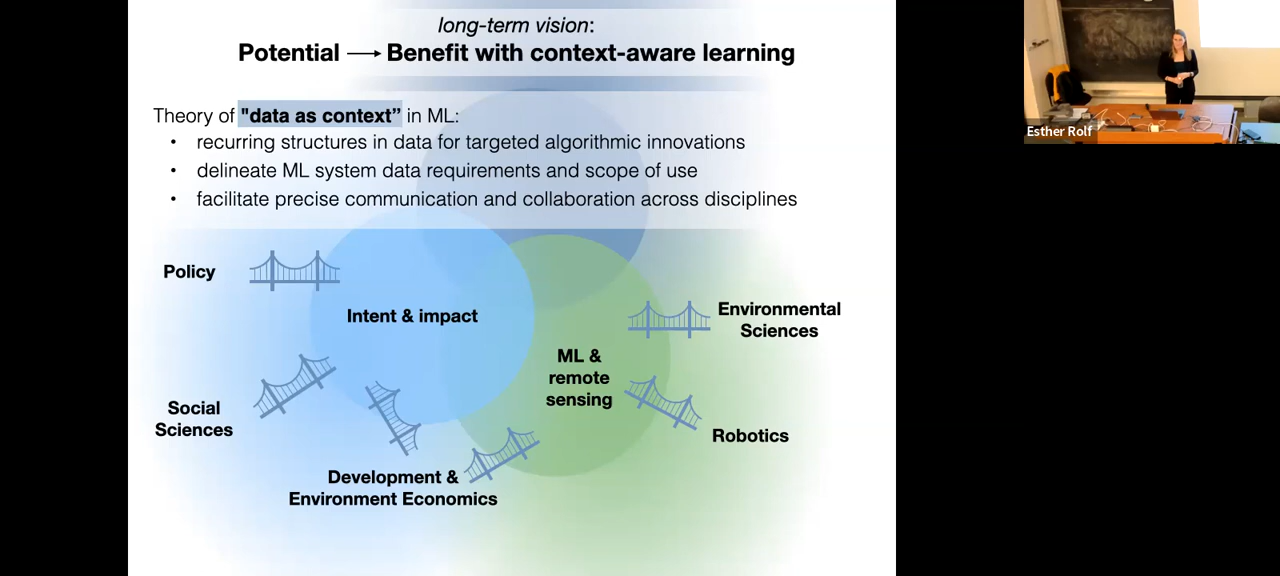 long-term vision:
Potential → Benefit with context-aware learning
Theory of "data as context” in ML:
• recurring structures in data for targeted algorithmic innovations
• delineate ML system data requirements and scope of use
• facilitate precise communication and collaboration across disciplines
Policy
Intent & impact
Environmental
Sciences
ML &
remote
sensing
Social
Sciences
Robotics
Development &
Environment Economics
Esther Rolf